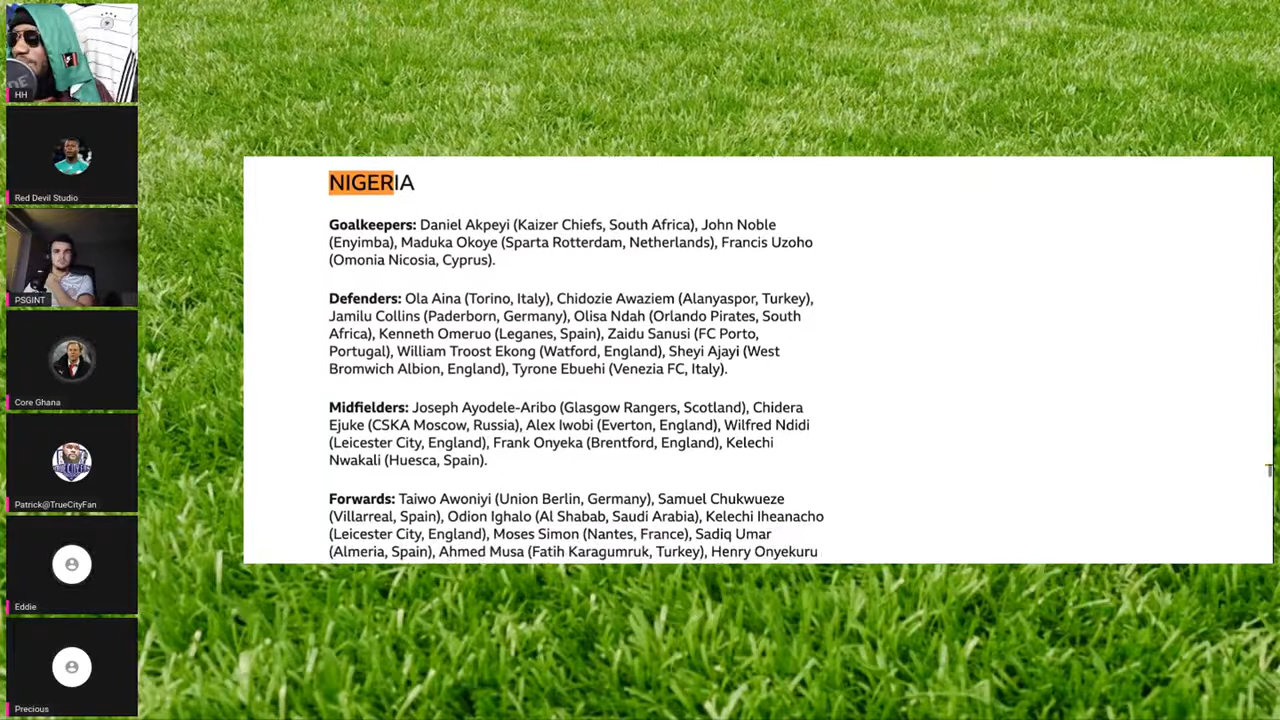 HH
Red Devil Studio
PSGINT
Core Ghana
Patrick@TrueCityFan
Eddie
Precious
NIGERIA
Goalkeepers: Daniel Akpeyi (Kaizer Chiefs, South Africa), John Noble
(Enyimba), Maduka Okoye (Sparta Rotterdam, Netherlands), Francis Uzoho
(Omonia Nicosia, Cyprus).
Defenders: Ola Aina (Torino, Italy), Chidozie Awaziem (Alanyaspor, Turkey),
Jamilu Collins (Paderborn, Germany), Olisa Ndah (Orlando Pirates, South
Africa), Kenneth Omeruo (Leganes, Spain), Zaidu Sanusi (FC Porto,
Portugal), William Troost Ekong (Watford, England), Sheyi Ajayi (West
Bromwich Albion, England), Tyrone Ebuehi (Venezia FC, Italy).
Midfielders: Joseph Ayodele-Aribo (Glasgow Rangers, Scotland), Chidera
Ejuke (CSKA Moscow, Russia), Alex Iwobi (Everton, England), Wilfred Ndidi
(Leicester City, England), Frank Onyeka (Brentford, England), Kelechi
Nwakali (Huesca, Spain).
Forwards: Taiwo Awoniyi (Union Berlin, Germany), Samuel Chukwueze
(Villarreal, Spain), Odion Ighalo (Al Shabab, Saudi Arabia), Kelechi Iheanacho
(Leicester City, England), Moses Simon (Nantes, France), Sadiq Umar
(Almeria, Spain), Ahmed Musa (Fatih Karagumruk, Turkey), Henry Onyekuru